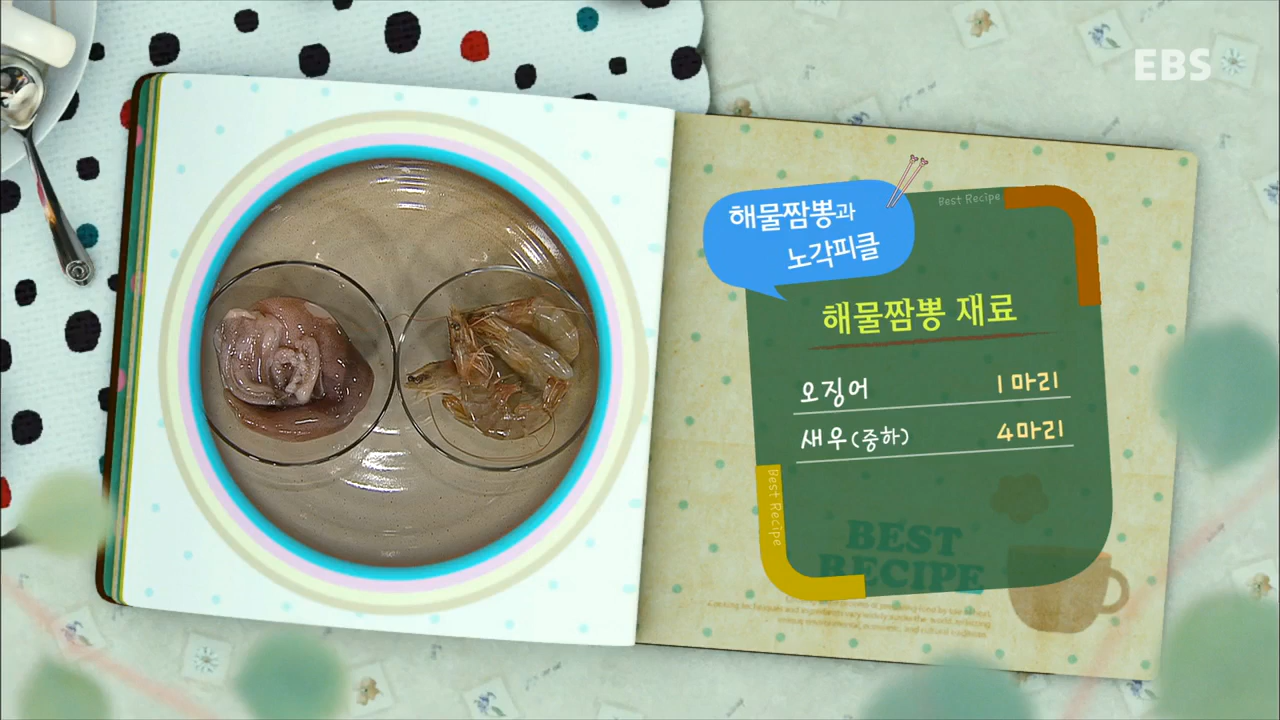 EBS
Best Recipe
해물짬뽕과
노각피클
해물짬뽕 재료
오징어 1마리
새우(중하) 4마리
Best Recipe
BEST
RECIPE